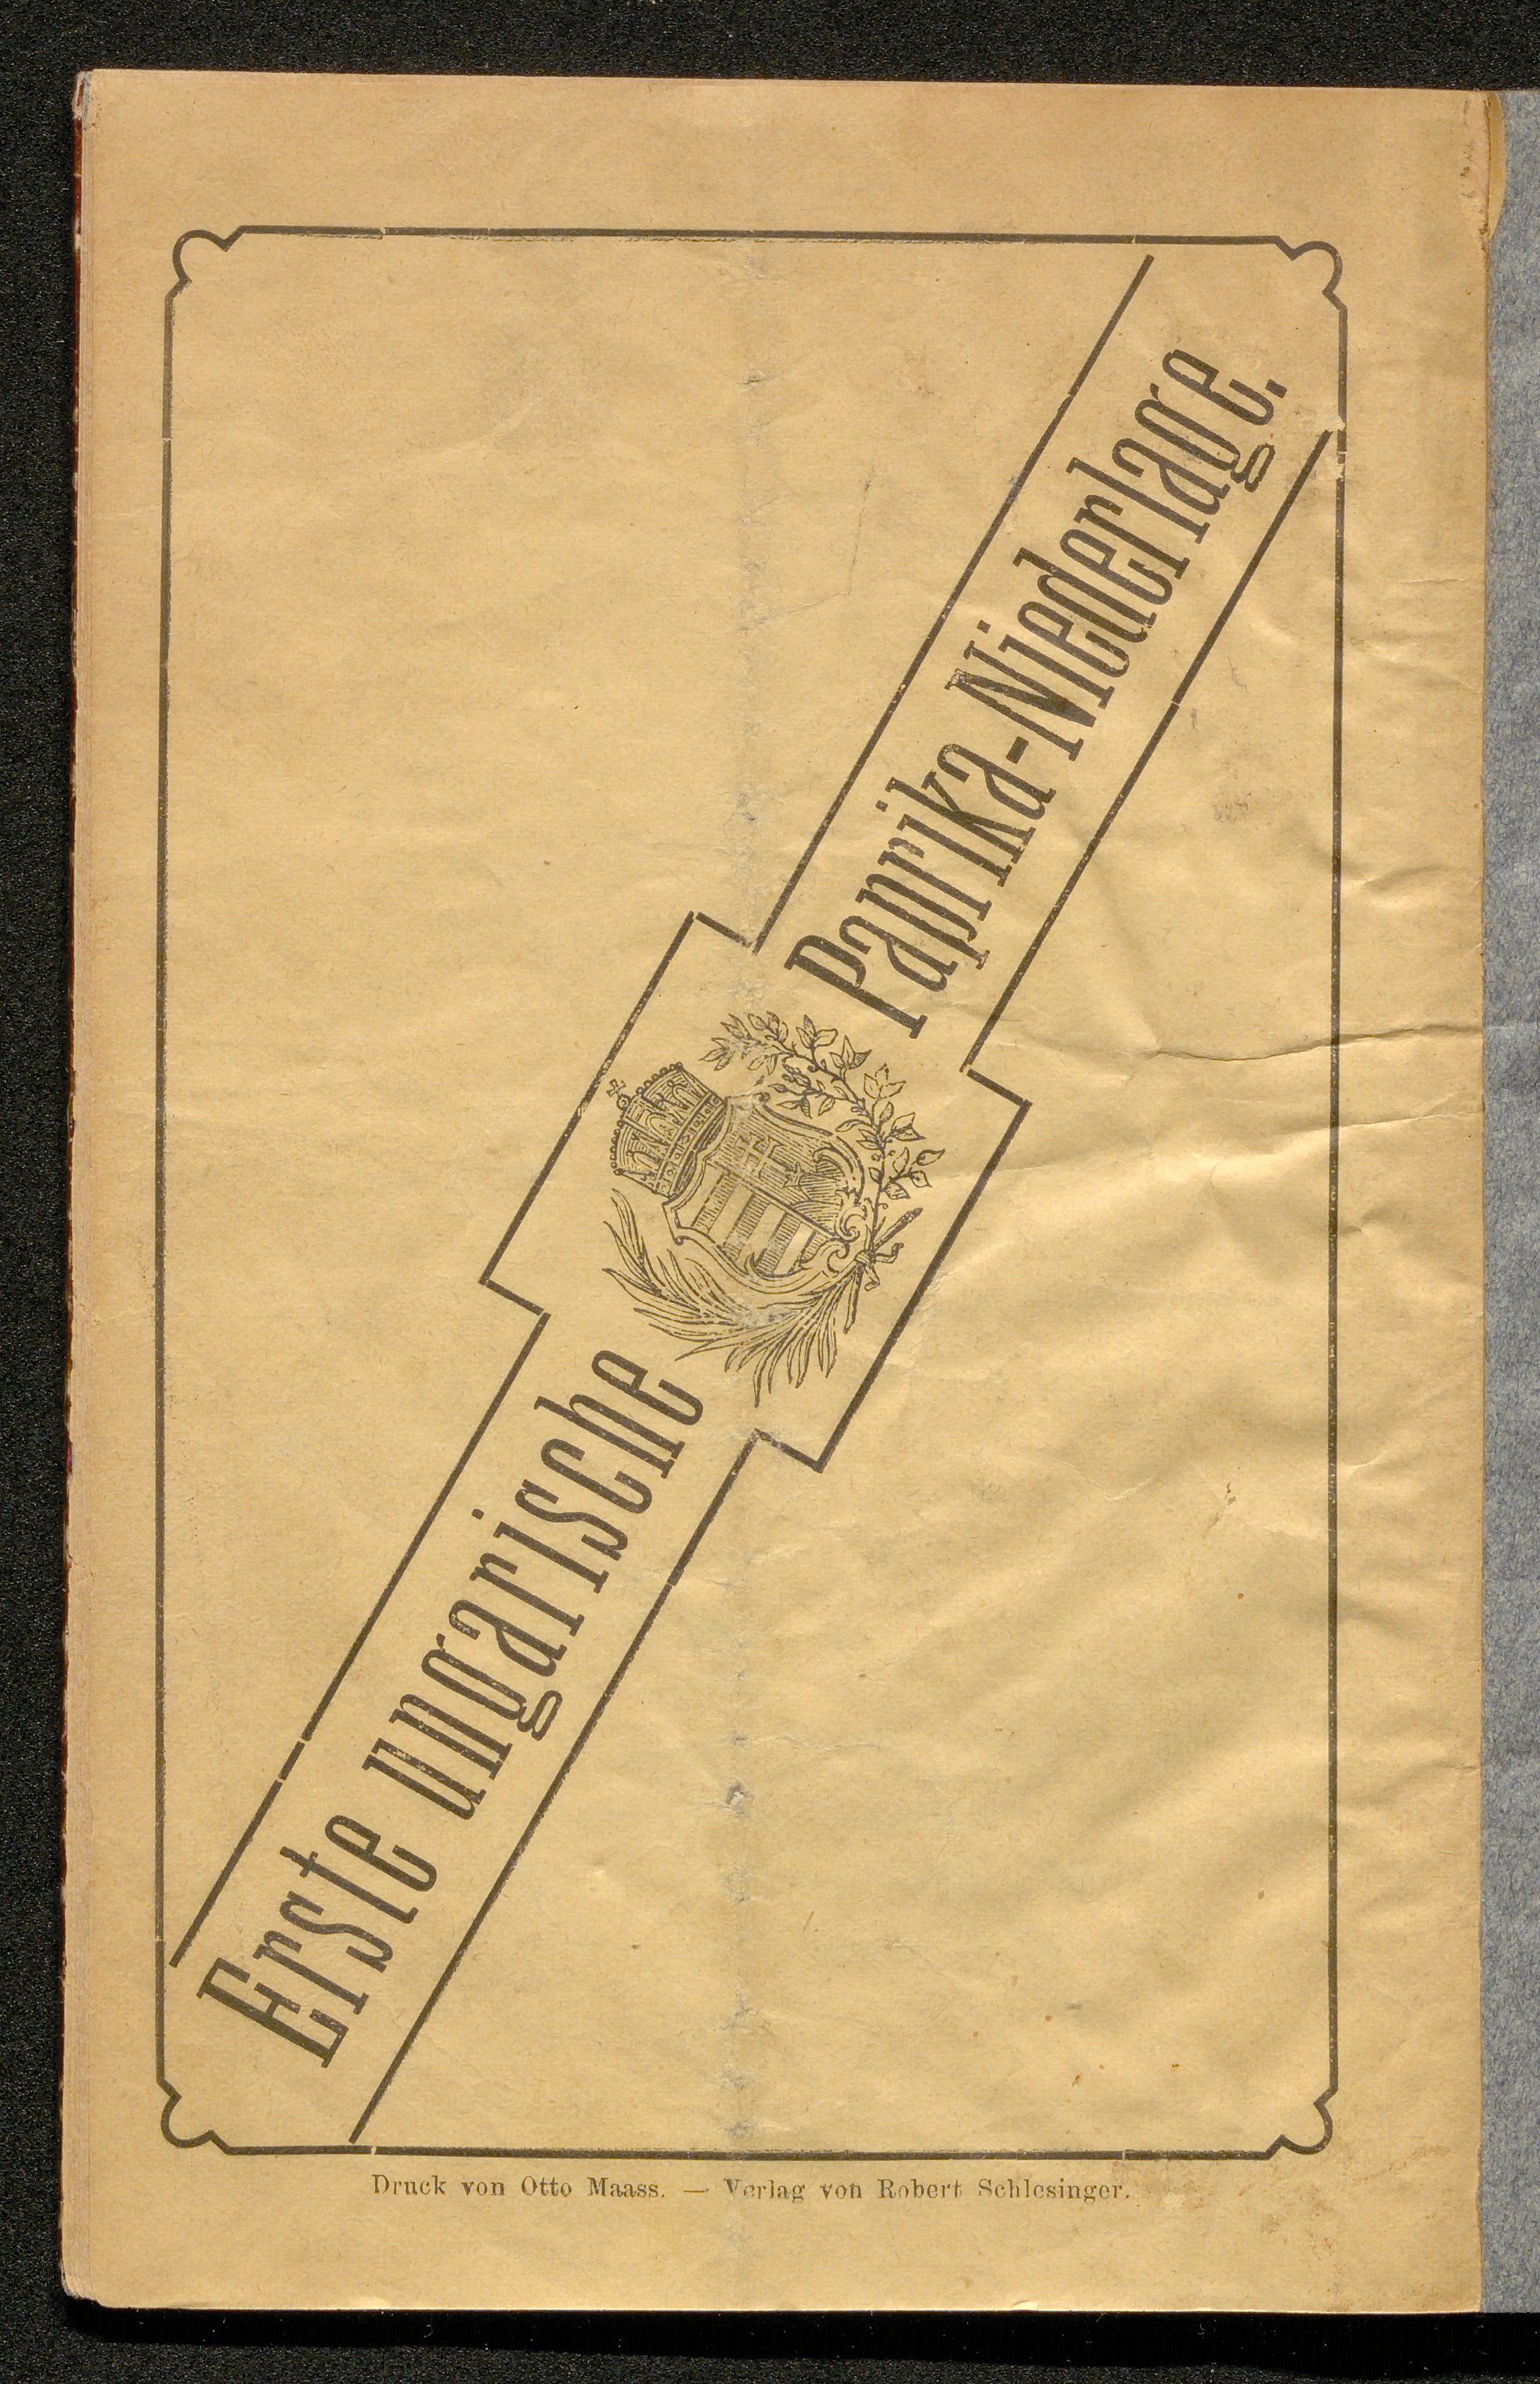 Erste ungarische Paprika-Niederlage.
Druck von Otto Maass. — Verlag von Robert Schlesinger.